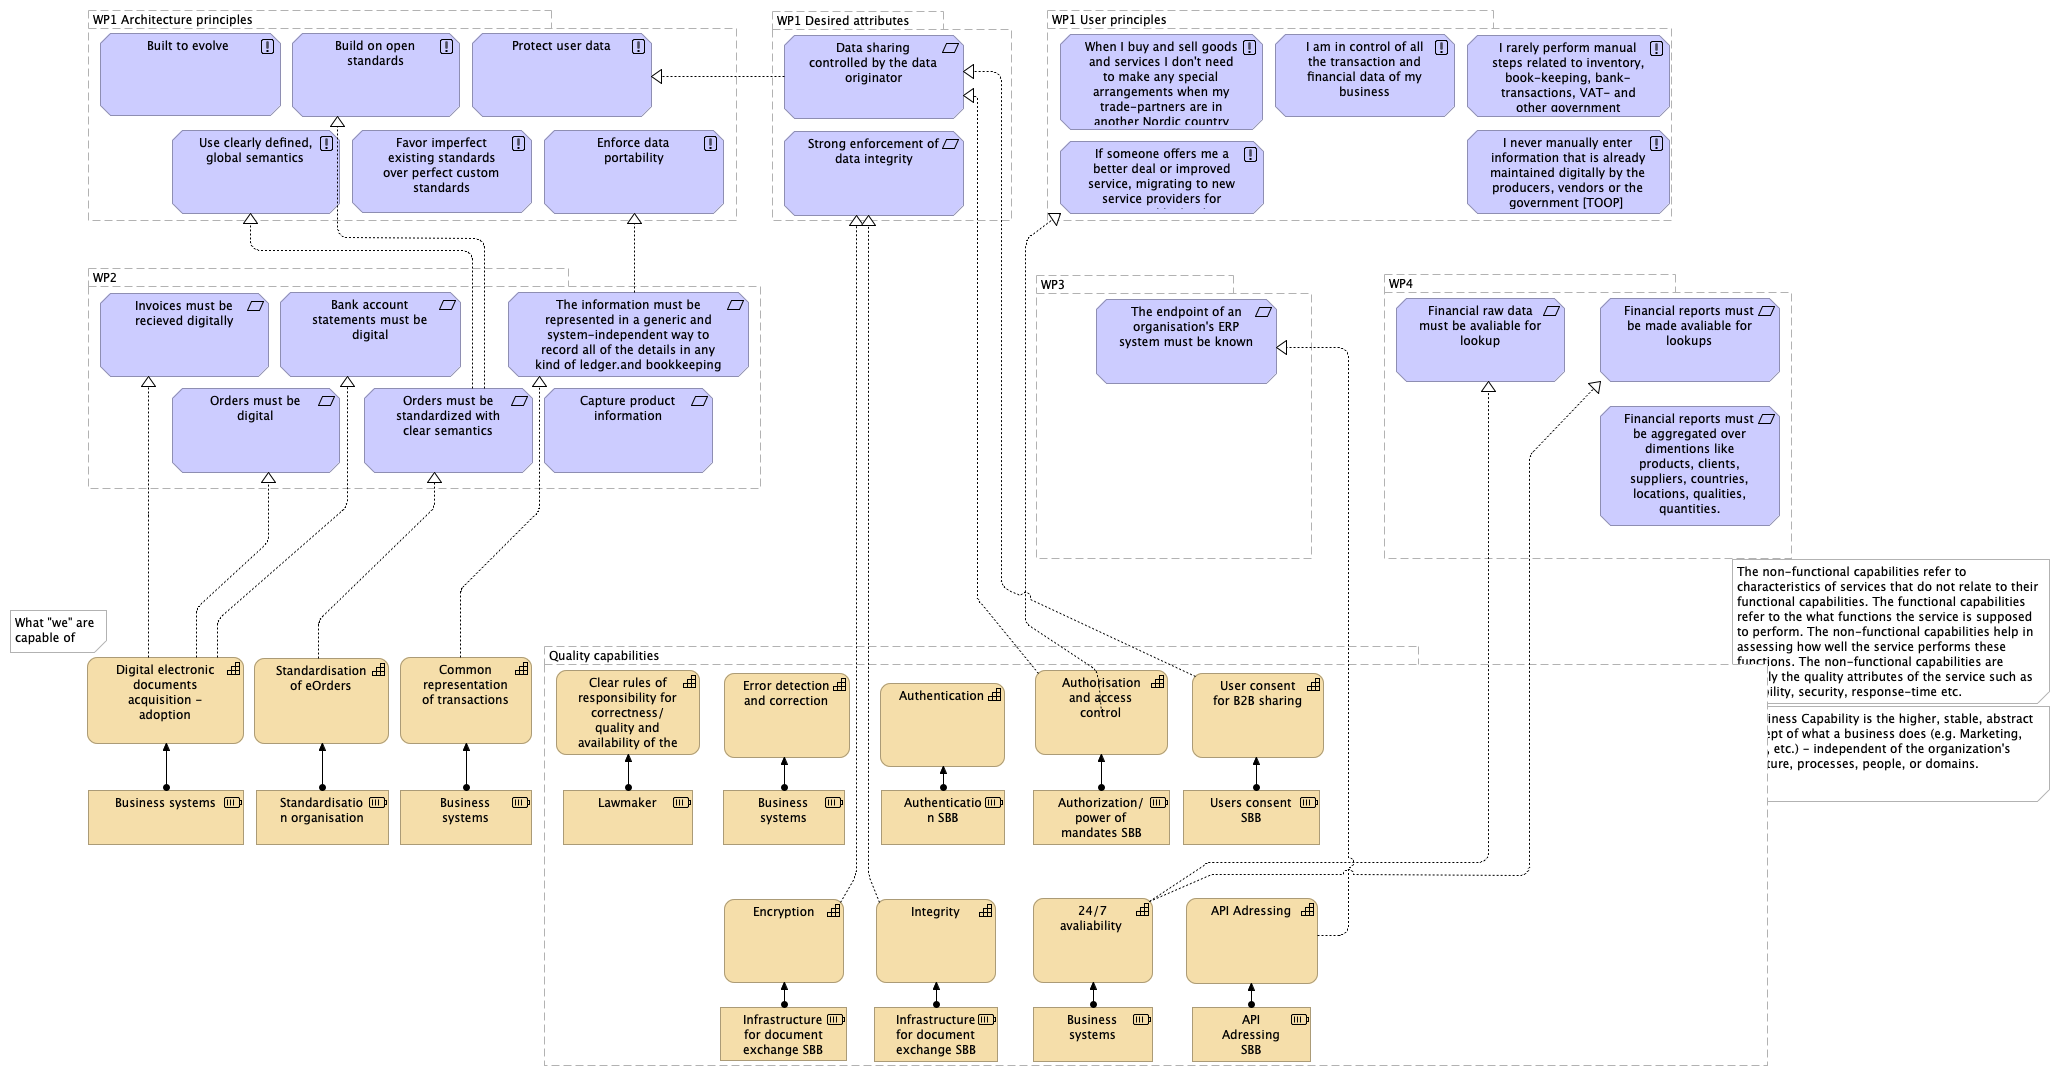 WP1 Architecture principles
Built to evolve
Build on open
standards
Protect user data
Use clearly defined,
global semantics
Favor imperfect
existing standards
over perfect custom
standards
Enforce data
portability
WP1 Desired attributes
Data sharing
controlled by the data
originator
Strong enforcement of
data integrity
WP1 User principles
When I buy and sell goods
and services I don't need
to make any special
arrangements when my
trade-partners are in
another Nordic country
I am in control of all
the transaction and
financial data of my
business
I rarely perform manual
steps related to inventory,
book-keeping, bank-
transactions, VAT- and
other government
If someone offers me a
better deal or improved
service, migrating to new
service providers for
I never manually enter
information that is already
maintained digitally by the
producers, vendors or the
government [TOOP]
WP2
Invoices must be
recieved digitally
Bank account
statements must be
digital
The information must be
represented in a generic and
system-independent way to
record all of the details in any
kind of ledger.and bookkeeping
Orders must be
digital
Orders must be
standardized with
clear semantics
Capture product
information
WP3
The endpoint of an
organisation's ERP
system must be known
WP4
Financial raw data
must be avaliable for
lookup
Financial reports must
be made avaliable for
lookups
Financial reports must
be aggregated over
dimentions like
products, clients,
suppliers, countries,
locations, qualities,
quantities.
The non-functional capabilities refer to
characteristics of services that do not relate to their
functional capabilities. The functional capabilities
refer to the what functions the service is supposed
to perform. The non-functional capabilities help in
assessing how well the service performs these
functions. The non-functional capabilities are
ly the quality attributes of the service such as
bility, security, response-time etc.
iness Capability is the higher, stable, abstract
ept of what a business does (e.g. Marketing,
, etc.) - independent of the organization's
ture, processes, people, or domains.
What "we" are
capable of
Digital electronic
documents
acquisition -
adoption
Standardisation
of eOrders
Common
representation
of transactions
Business systems
Standardisatio
n organisation
Business
systems
Quality capabilities
Clear rules of
responsibility for
correctness/
quality and
availability of the
Error detection
and correction
Authentication
Authorisation
and access
control
User consent
for B2B sharing
Lawmaker
Business
systems
Authenticatio
n SBB
Authorization/
power of
mandates SBB
Users consent
SBB
Encryption
Integrity
24/7
avaliability
API Adressing
Infrastructure
for document
exchange SBB
Infrastructure
for document
exchange SBB
Business
systems
API
Adressing
SBB